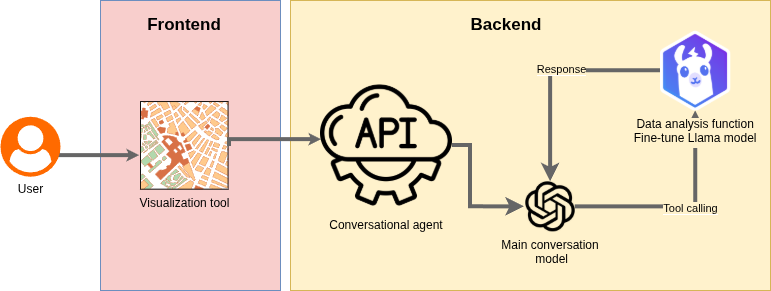 Frontend
Backend
API
Response
Data analysis function
Fine-tune Llama model
User
Visualization tool
Conversational agent
Tool calling
Main conversation
model